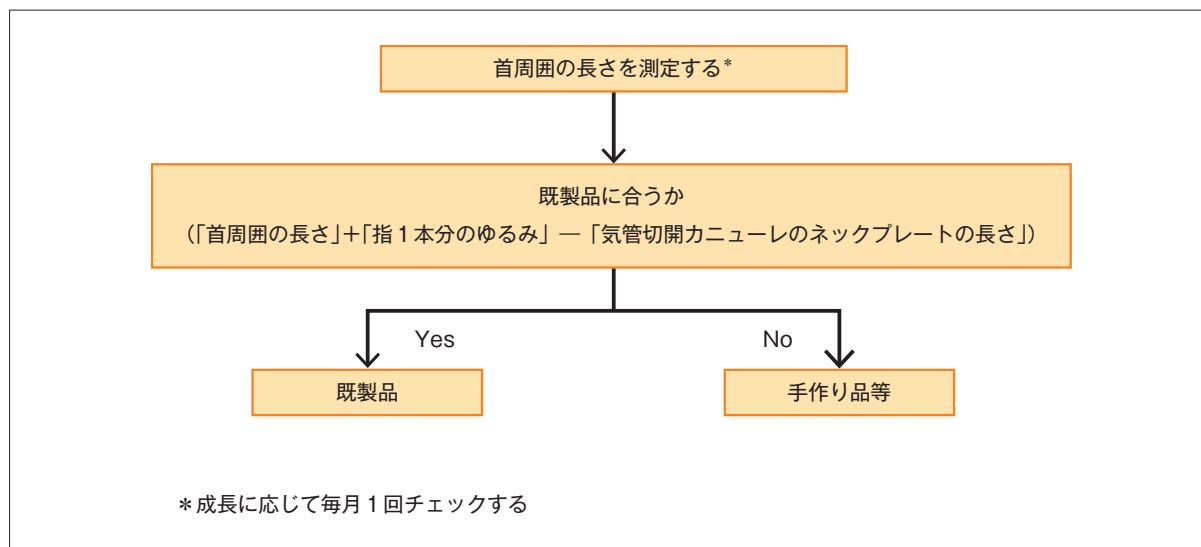 首周囲の長さを測定する*
既製品に合うか
（「首周囲の長さ」＋「指1本分のゆるみ」―「気管切開カニューレのネックプレートの長さ」）
Yes
No
既製品
手作り品等
*成長に応じて毎月1回チェックする